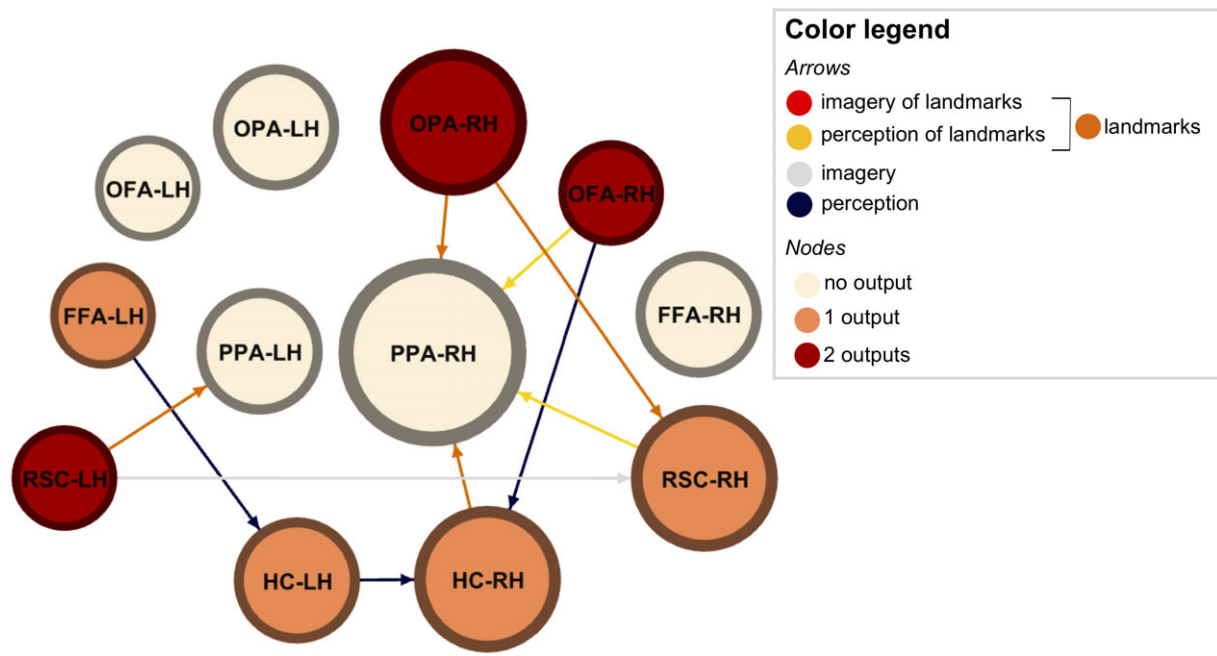 OPA-LH
OPA-RH
OFA-LH
OFA-RH
FFA-LH
PPA-LH
PPA-RH
FFA-RH
RSC-LH
RSC-RH
HC-LH
HC-RH
Color legend
Arrows
imagery of landmarks
perception of landmarks
landmarks
imagery
perception
Nodes
no output
1 output
2 outputs